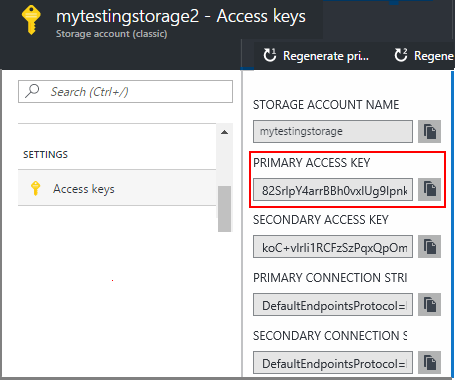 mytestingstorage2 - Access keys
Storage account (classic)
Regenerate pri... Rege
Search (Ctrl+/)
SETTINGS
Access keys
STORAGE ACCOUNT NAME
mytestingstorage
PRIMARY ACCESS KEY
82SrlpY4arrBBh0vxlUg9lpnk
SECONDARY ACCESS KEY
koC+vlrli1RCFzSzPqxQpOm
PRIMARY CONNECTION STRI
DefaultEndpointsProtocol=
SECONDARY CONNECTION S
DefaultEndpointsProtocol=